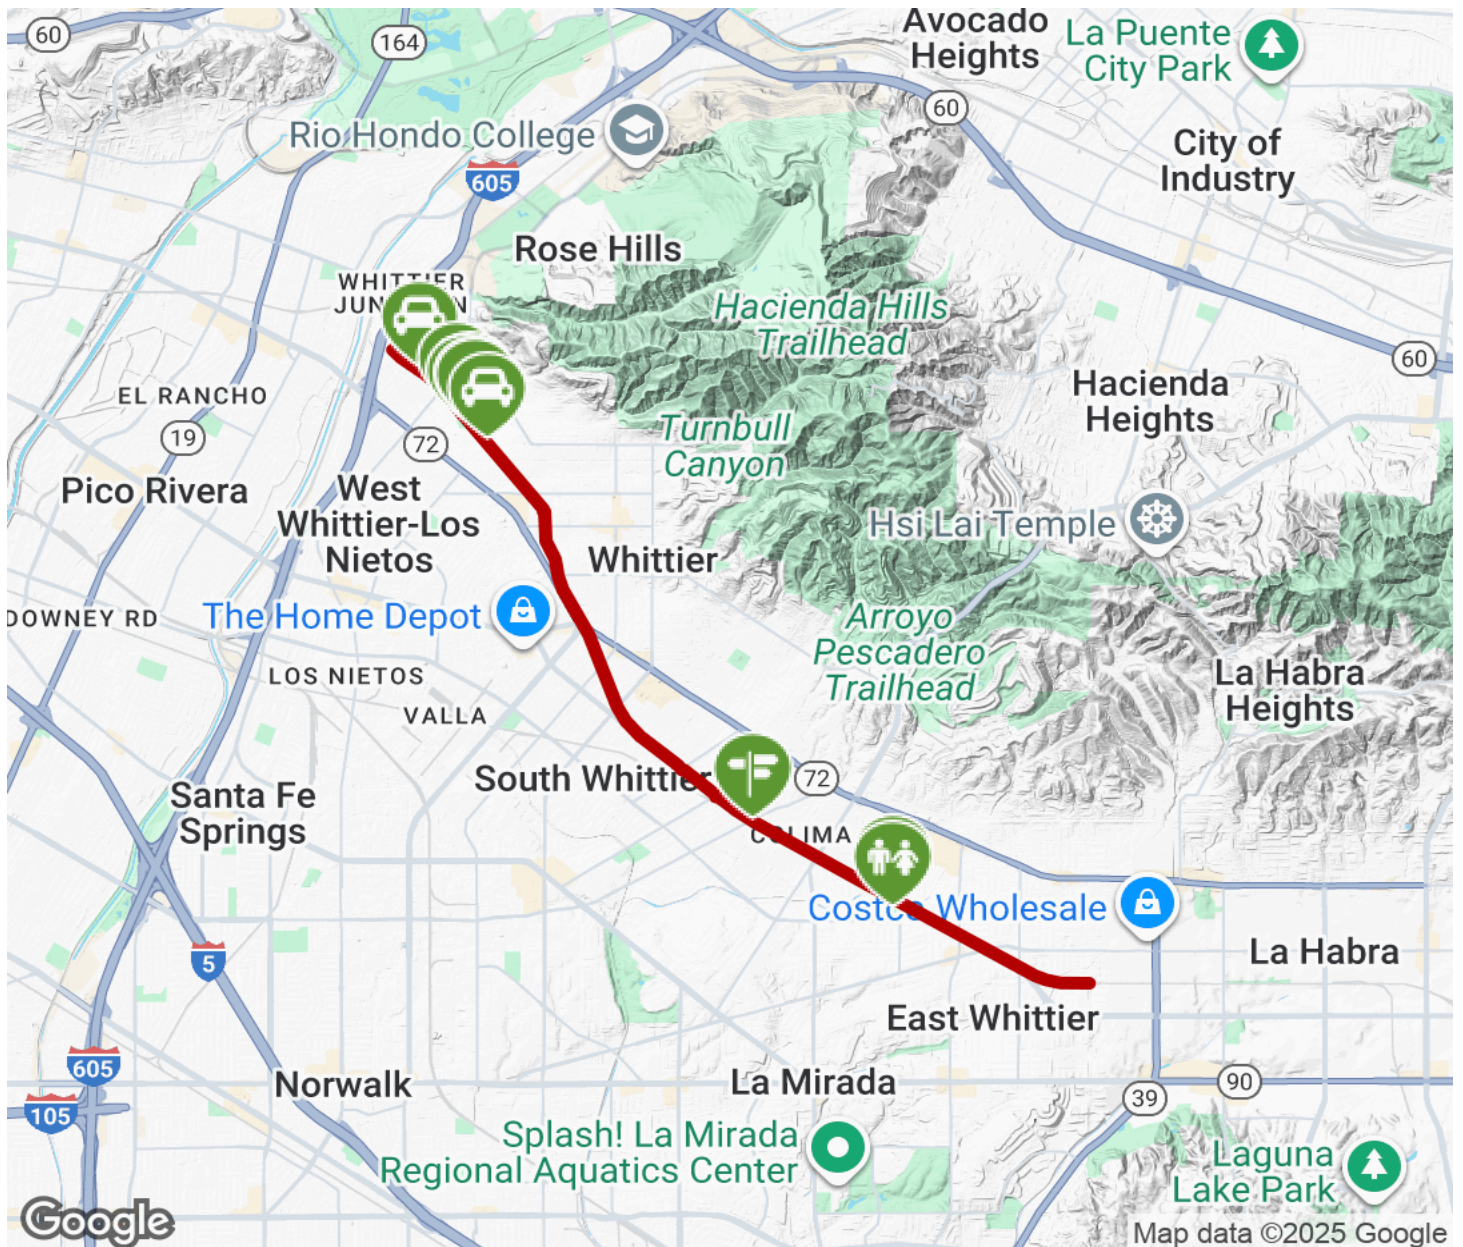 60
164
Avocado
Heights
La Puente
City Park
Rio Hondo College
60
City of
Industry
605
Rose Hills
WHITTIER
Hacienda Hills
Trailhead
60
EL RANCHO
19
72
Hacienda
Heights
Turnbull
Canyon
Pico Rivera
West
Whittier-Los
Nietos
Hsi Lai Temple
Whittier
DOWNEY RD
The Home Depot
Arroyo
Pescadero
Trailhead
LOS NIETOS
La Habra
Heights
VALLA
South Whittier
72
Santa Fe
Springs
COLIMA
Costco Wholesale
5
La Habra
East Whittier
605
Norwalk
La Mirada
90
39
105
Splash! La Mirada
Regional Aquatics Center
Laguna
Lake Park
Google
Map data ©2025 Google